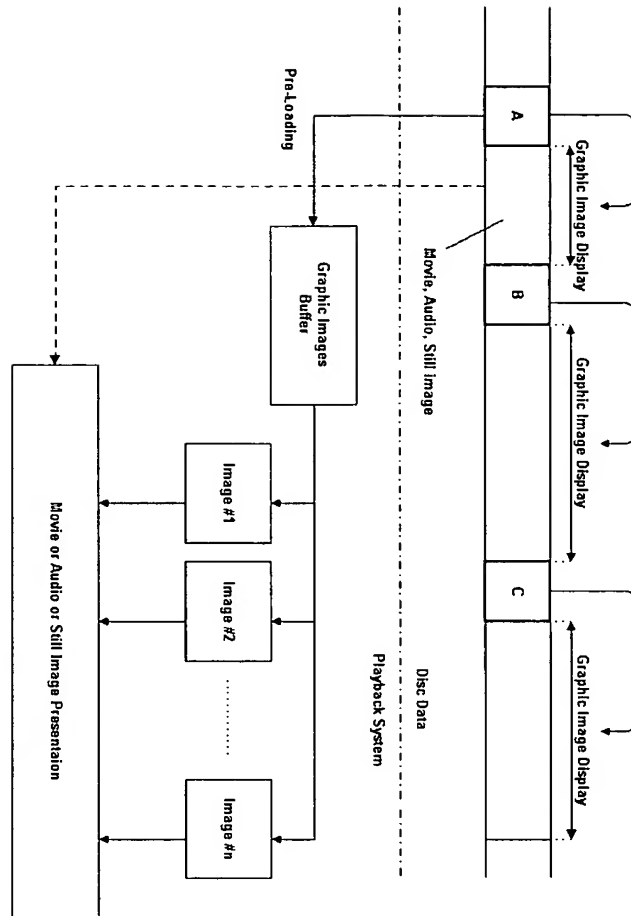 Graphic Image Display
Graphic Image Display
Graphic Image Display
A
B
C
Movie, Audio, Still image
Disc Data
Playback System
Pre-Loading
Graphic Images
Buffer
Image #1
Image #2
Image #n
Movie or Audio or Still Image Presentaion